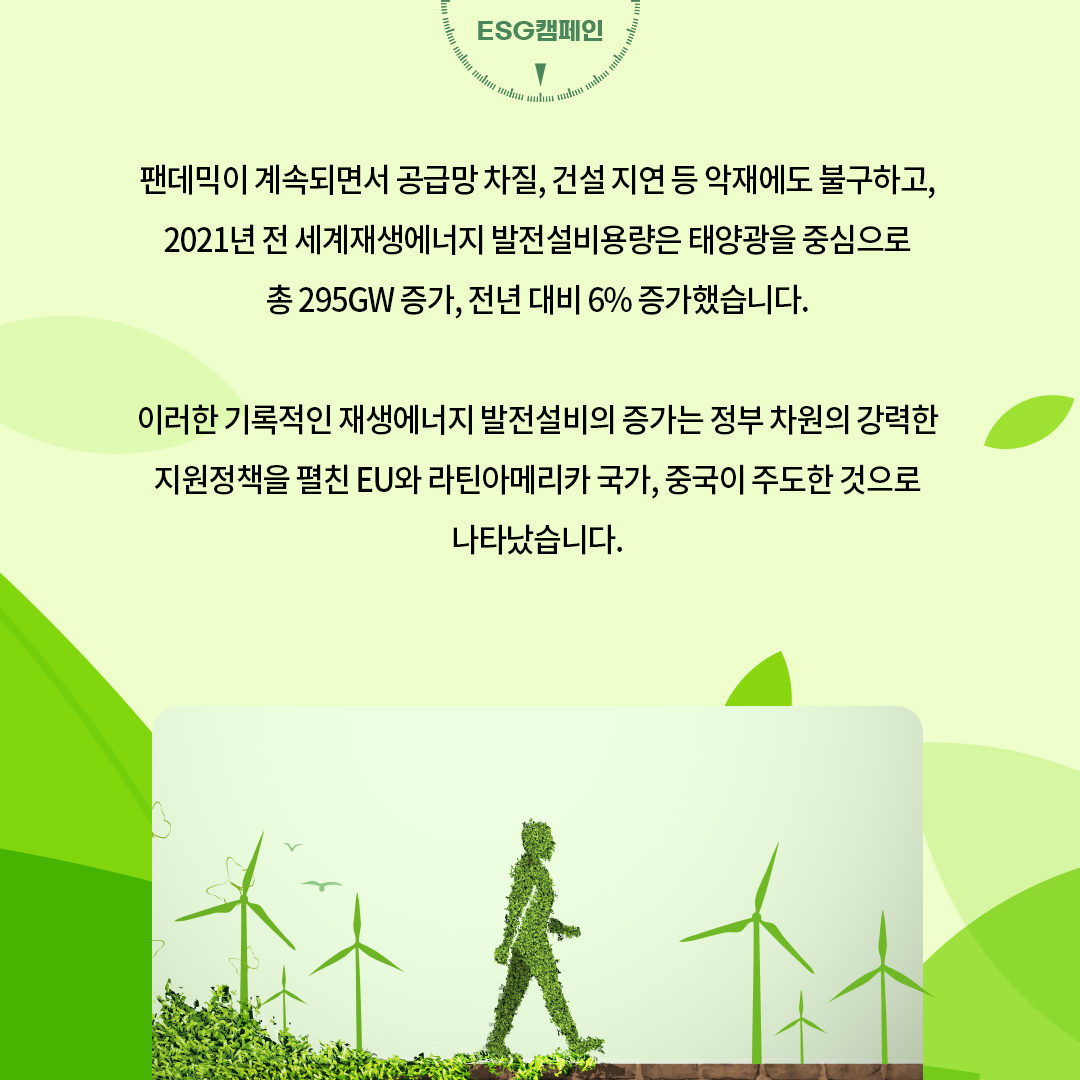 ESG캠페인
팬데믹이 계속되면서 공급망 차질, 건설 지연 등 악재에도 불구하고,
2021년 전 세계재생에너지 발전설비용량은 태양광을 중심으로
총 295GW 증가, 전년 대비 6% 증가했습니다.
이러한 기록적인 재생에너지 발전설비의 증가는 정부 차원의 강력한
지원정책을 펼친 EU와 라틴아메리카 국가, 중국이 주도한 것으로
나타났습니다.